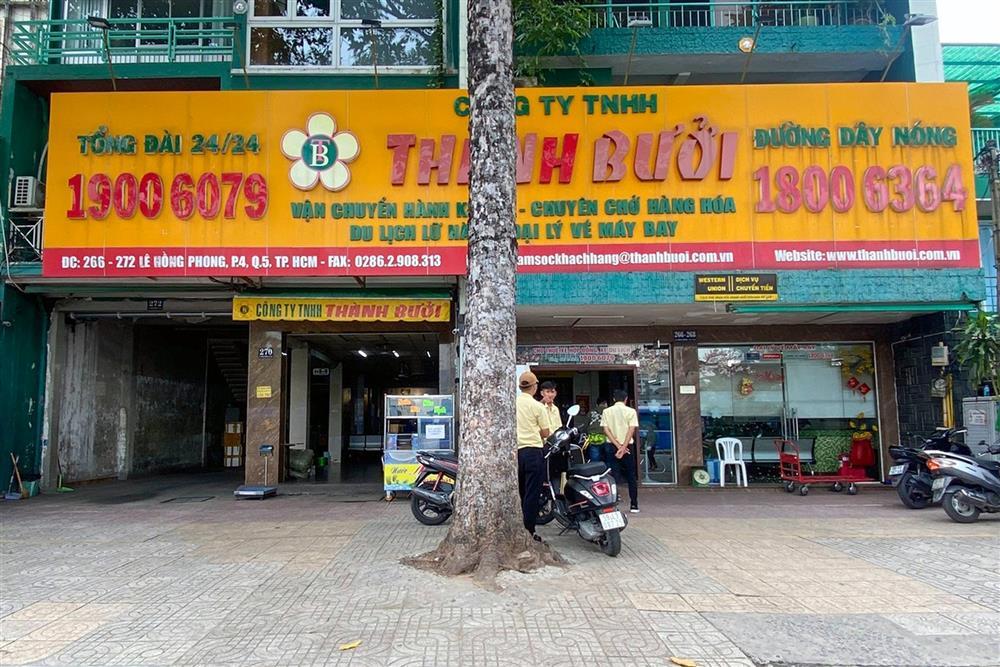 CÔNG TY TNHH
TỔNG ĐÀI 24/24
TB
THÀNH BƯỞI
ĐƯỜNG DÂY NÓNG
1900 6079
1800 6364
VẬN CHUYỂN HÀNH K - CHUYÊN CHỞ HÀNG HÓA
DU LỊCH LỮ HÀ ĐẠI LÝ VÉ MÁY BAY
ĐC: 266 - 272 LÊ HỒNG PHONG, P.4, Q.5. TP. HCM - FAX: 0286.2.908.313
amsockhachhang@thanhbuoi.com.vn
Website: www.thanhbuoi.com.vn
WESTERN UNION
DỊCH VỤ CHUYỂN TIỀN
272
CÔNG TY TNHH THÀNH BƯỞI
270
266-268
1900 6079